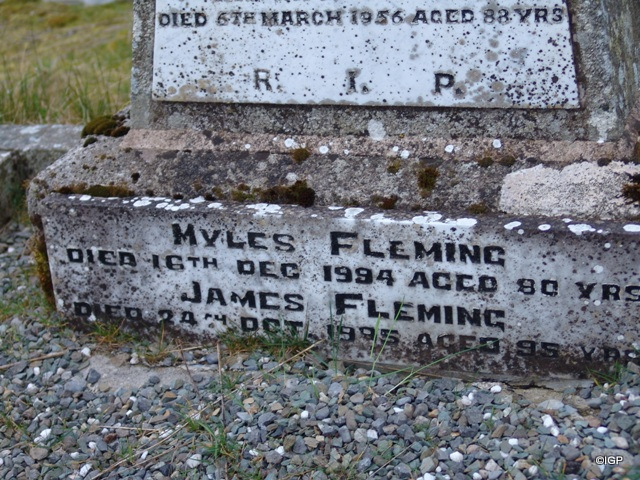 DIED 6TH MARCH 1956 AGED 88 YRS
R. I. P.
MYLES FLEMING
DIED 16TH DEC 1994 AGED 80 YRS
JAMES FLEMING
DIED 24TH OCT 1995 AGED 95 YRS
©IGP